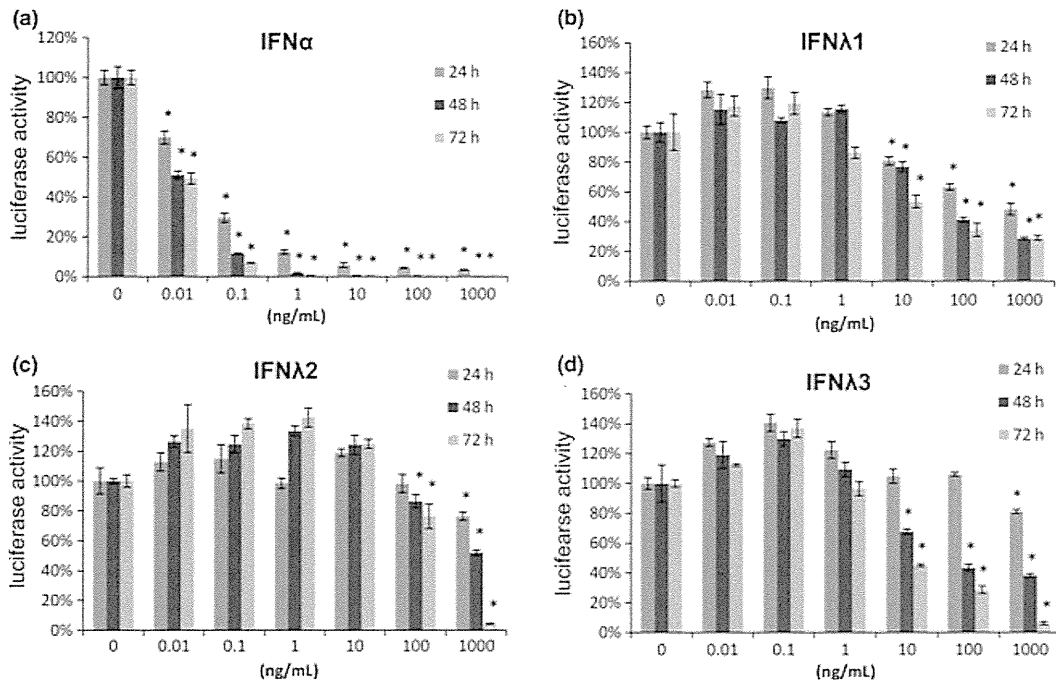 (a)
IFNα
120%
100%
80%
60%
40%
20%
0%
luciferase activity
24 h
48 h
72 h
* * *
* * *
* * *
* * *
* * *
* * *
0 0.01 0.1 1 10 100 1000
(ng/mL)
(b)
IFNλ1
160%
140%
120%
100%
80%
60%
40%
20%
0%
luciferase activity
24 h
48 h
72 h
* * *
* * *
* * *
0 0.01 0.1 1 10 100 1000
(ng/mL)
(c)
IFNλ2
160%
140%
120%
100%
80%
60%
40%
20%
0%
luciferase activity
24 h
48 h
72 h
* *
* * *
0 0.01 0.1 1 10 100 1000
(ng/mL)
(d)
IFNλ3
160%
140%
120%
100%
80%
60%
40%
20%
0%
lucifearse activity
24 h
48 h
72 h
* *
* *
* * *
0 0.01 0.1 1 10 100 1000
(ng/mL)